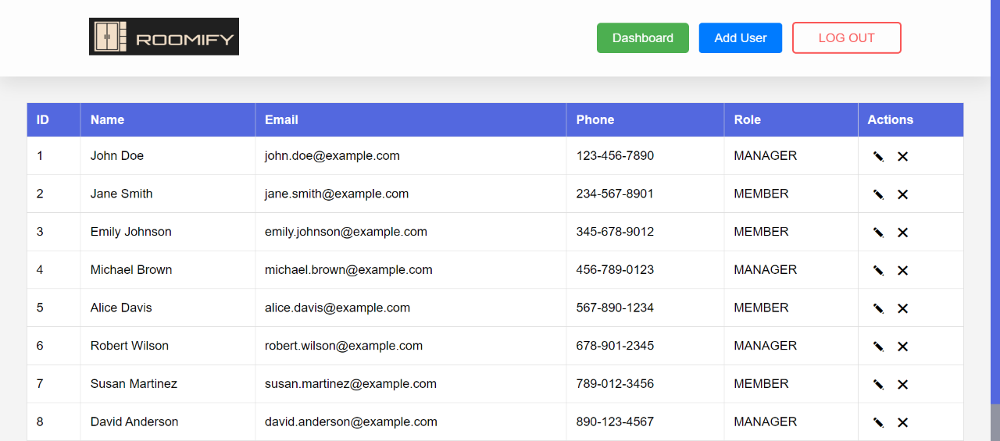 ROOMIFY Dashboard Add User LOG OUT
ID Name Email Phone Role Actions
1 John Doe john.doe@example.com 123-456-7890 MANAGER
2 Jane Smith jane.smith@example.com 234-567-8901 MEMBER
3 Emily Johnson emily.johnson@example.com 345-678-9012 MEMBER
4 Michael Brown michael.brown@example.com 456-789-0123 MANAGER
5 Alice Davis alice.davis@example.com 567-890-1234 MEMBER
6 Robert Wilson robert.wilson@example.com 678-901-2345 MANAGER
7 Susan Martinez susan.martinez@example.com 789-012-3456 MEMBER
8 David Anderson david.anderson@example.com 890-123-4567 MANAGER